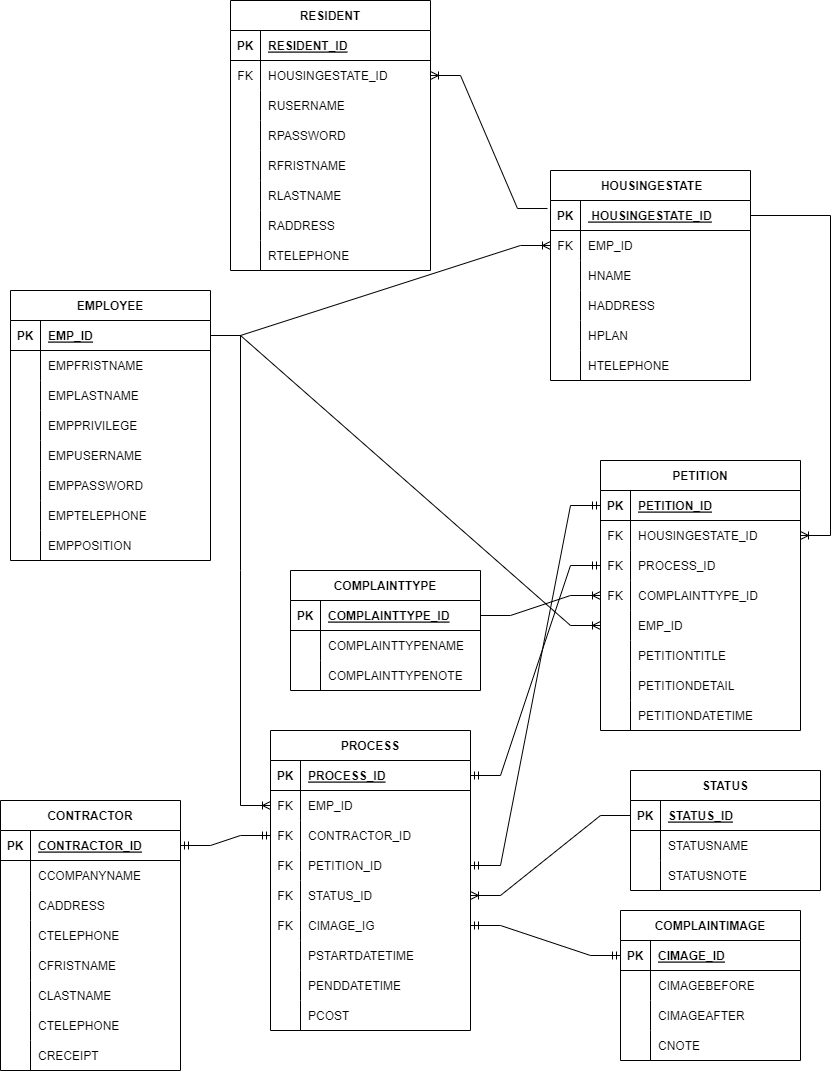 RESIDENT
PK RESIDENT_ID
FK HOUSINGESTATE_ID
RUSERNAME
RPASSWORD
RFRISTNAME
RLASTNAME
RADDRESS
RTELEPHONE
HOUSINGESTATE
PK HOUSINGESTATE_ID
FK EMP_ID
HNAME
HADDRESS
HPLAN
HTELEPHONE
EMPLOYEE
PK EMP_ID
EMPFRISTNAME
EMPLASTNAME
EMPPRIVILEGE
EMPUSERNAME
EMPPASSWORD
EMPTELEPHONE
EMPPOSITION
PETITION
PK PETITION_ID
FK HOUSINGESTATE_ID
FK PROCESS_ID
FK COMPLAINTTYPE_ID
EMP_ID
PETITIONTITLE
PETITIONDETAIL
PETITIONDATETIME
COMPLAINTTYPE
PK COMPLAINTTYPE_ID
COMPLAINTTYPENAME
COMPLAINTTYPENOTE
PROCESS
PK PROCESS_ID
FK EMP_ID
FK CONTRACTOR_ID
FK PETITION_ID
FK STATUS_ID
FK CIMAGE_IG
PSTARTDATETIME
PENDDATETIME
PCOST
STATUS
PK STATUS_ID
STATUSNAME
STATUSNOTE
CONTRACTOR
PK CONTRACTOR_ID
CCOMPANYNAME
CADDRESS
CTELEPHONE
CFRISTNAME
CLASTNAME
CTELEPHONE
CRECEIPT
COMPLAINTIMAGE
PK CIMAGE_ID
CIMAGEBEFORE
CIMAGEAFTER
CNOTE